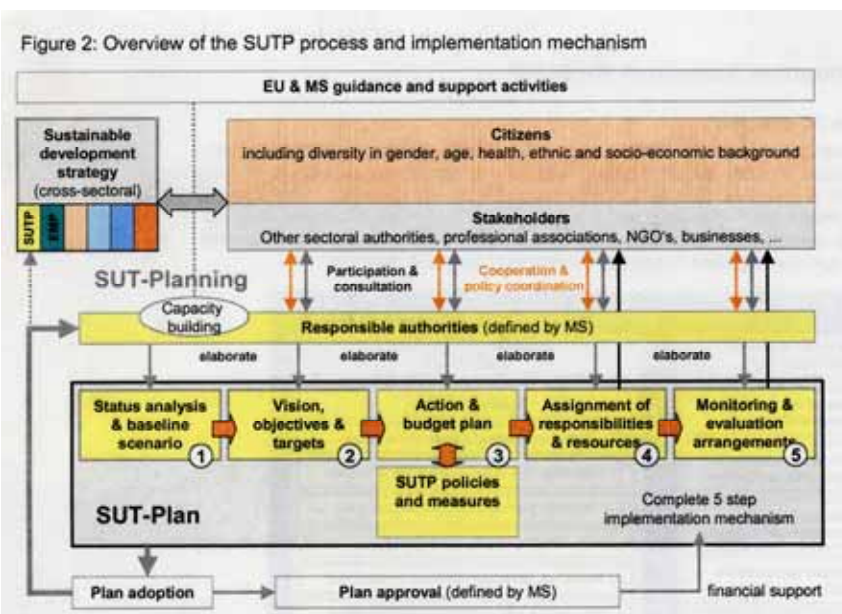 Figure 2: Overview of the SUTP process and implementation mechanism
EU & MS guidance and support activities
Sustainable
development
strategy
(cross-sectoral)
SUTP
EMP
Citizens
including diversity in gender, age, health, ethnic and socio-economic background
Stakeholders
Other sectoral authorities, professional associations, NGO's, businesses, ...
SUT-Planning
Participation &
consultation
Cooperation &
policy coordination
Capacity
building
Responsible authorities (defined by MS)
elaborate
elaborate
elaborate
elaborate
Status analysis
& baseline
scenario
1
Vision,
objectives &
targets
2
Action &
budget plan
3
Assignment of
responsibilities
& resources
4
Monitoring &
evaluation
arrangements
5
SUTP policies
and measures
SUT-Plan
Complete 5 step
implementation mechanism
Plan adoption
Plan approval (defined by MS)
financial support